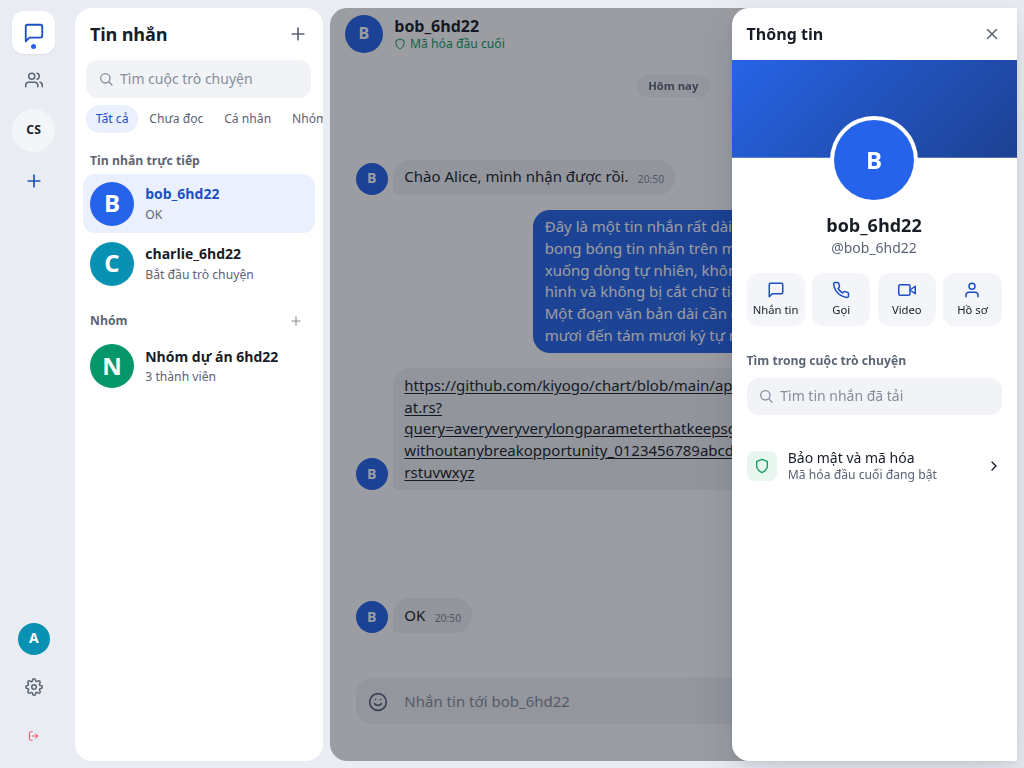 Tin nhắn
Tìm cuộc trò chuyện
Tất cả
Chưa đọc
Cá nhân
Nhóm
CS
Tin nhắn trực tiếp
B
bob_6hd22
OK
C
charlie_6hd22
Bắt đầu trò chuyện
Nhóm
N
Nhóm dự án 6hd22
3 thành viên
A
B
bob_6hd22
Mã hóa đầu cuối
Hôm nay
B
Chào Alice, mình nhận được rồi. 20:50
Đây là một tin nhắn rất dài
bong bóng tin nhắn trên m
xuống dòng tự nhiên, khôn
hình và không bị cắt chữ ti
Một đoạn văn bản dài cần
mươi đến tám mươi ký tự
https://github.com/kiyogo/chart/blob/main/ap
at.rs?
query=averyveryverylongparameterthatkeepsg
withoutanybreakopportunity_0123456789abcd
rstuvwxyz
B
B
OK 20:50
Nhắn tin tới bob_6hd22
Thông tin
B
bob_6hd22
@bob_6hd22
Nhắn tin
Gọi
Video
Hồ sơ
Tìm trong cuộc trò chuyện
Tìm tin nhắn đã tải
Bảo mật và mã hóa
Mã hóa đầu cuối đang bật